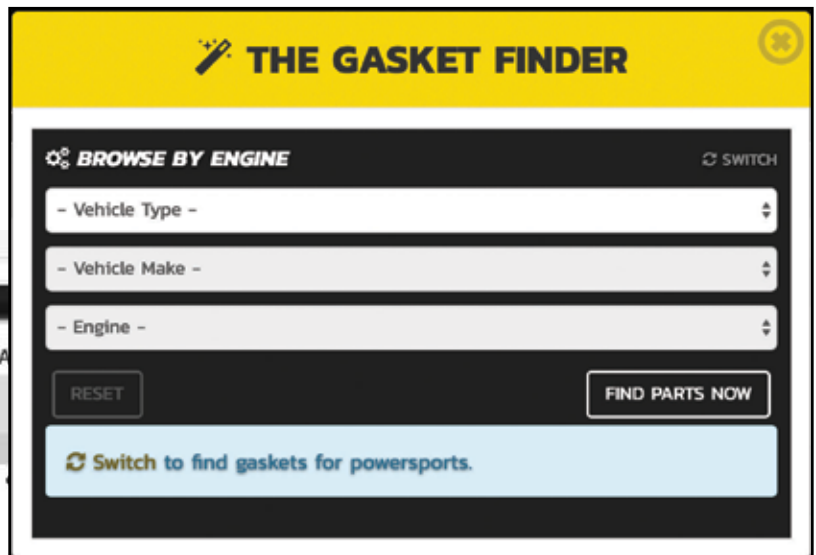 THE GASKET FINDER
BROWSE BY ENGINE
SWITCH
- Vehicle Type -
- Vehicle Make -
- Engine -
RESET
FIND PARTS NOW
Switch to find gaskets for powersports.
A